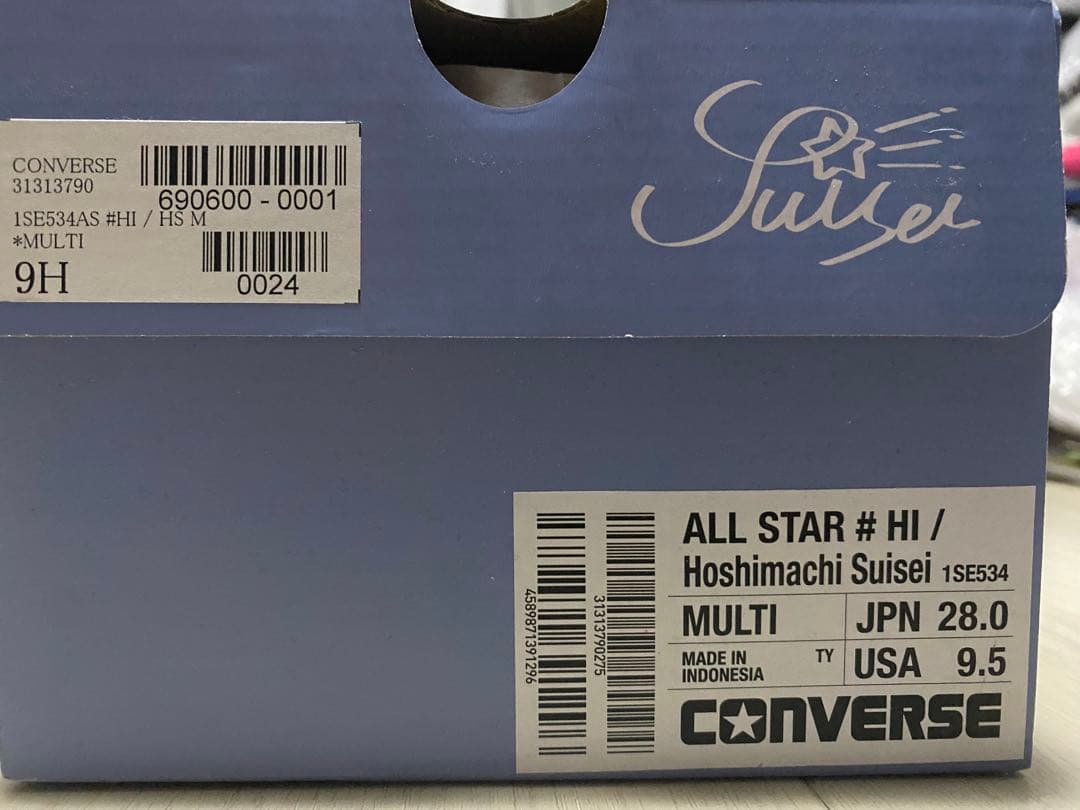 CONVERSE
31313790
690600 - 0001
1SE534AS #HI / HS M
*MULTI
9H
0024
Suisei
4589871391296
31313790275
ALL STAR # HI /
Hoshimachi Suisei 1SE534
MULTI
JPN 28.0
MADE IN
INDONESIA
TY
USA 9.5
CONVERSE